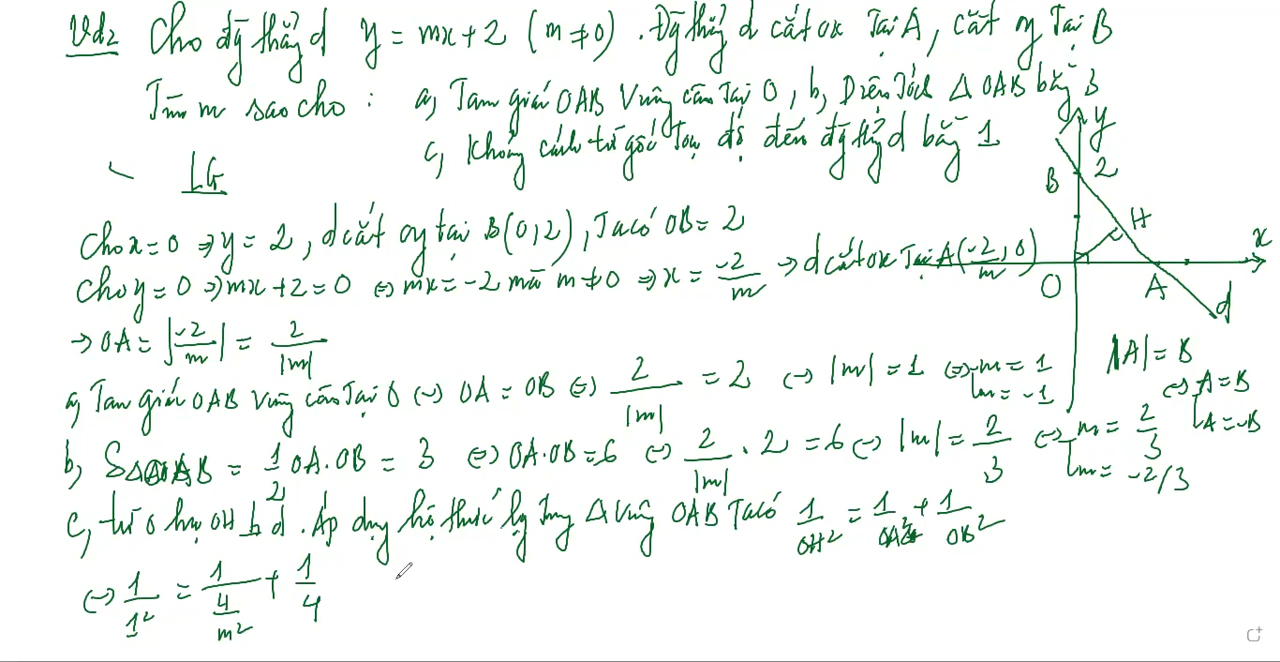 Vd2 Cho đg thẳng d y = mx + 2 (m ≠ 0). Đg thẳg d cắt ox Tại A, cắt oy Tại B
Tìm m sao cho : a, Tam giác OAB Vuông cân Tại O, b, Diện Tích Δ OAB bằng 3
c, Khoảng cách từ gốc Toạ độ đến đg thẳg d bằng 1
LG
Cho x = 0 ⇒ y = 2, d cắt oy tại B(0,2), Ta có OB = 2
Cho y = 0 ⇒ mx + 2 = 0 ⇔ mx = -2 mà m ≠ 0 ⇒ x = -2/m → d cắt ox Tại A(-2/m, 0)
→ OA = |-2/m| = 2/|m|
a, Tam giác OAB Vuông cân Tại O ⇔ OA = OB ⇔ 2/|m| = 2 ⇔ |m| = 1 ⇔ [m = 1
[m = -1
b, SΔOAB = 1/2 OA.OB = 3 ⇔ OA.OB = 6 ⇔ 2/|m| . 2 = 6 ⇔ |m| = 2/3 ⇔ [m = 2/3
[m = -2/3
c, từ O hạ OH ⊥ d. Áp dụng hệ thức lg Trong Δ vuông OAB Ta có 1/OH² = 1/OA² + 1/OB²
⇔ 1/1² = 1/(4/m²) + 1/4
y
B
2
H
x
O
A
d
|A| = B
⇔ [A = B
[A = -B